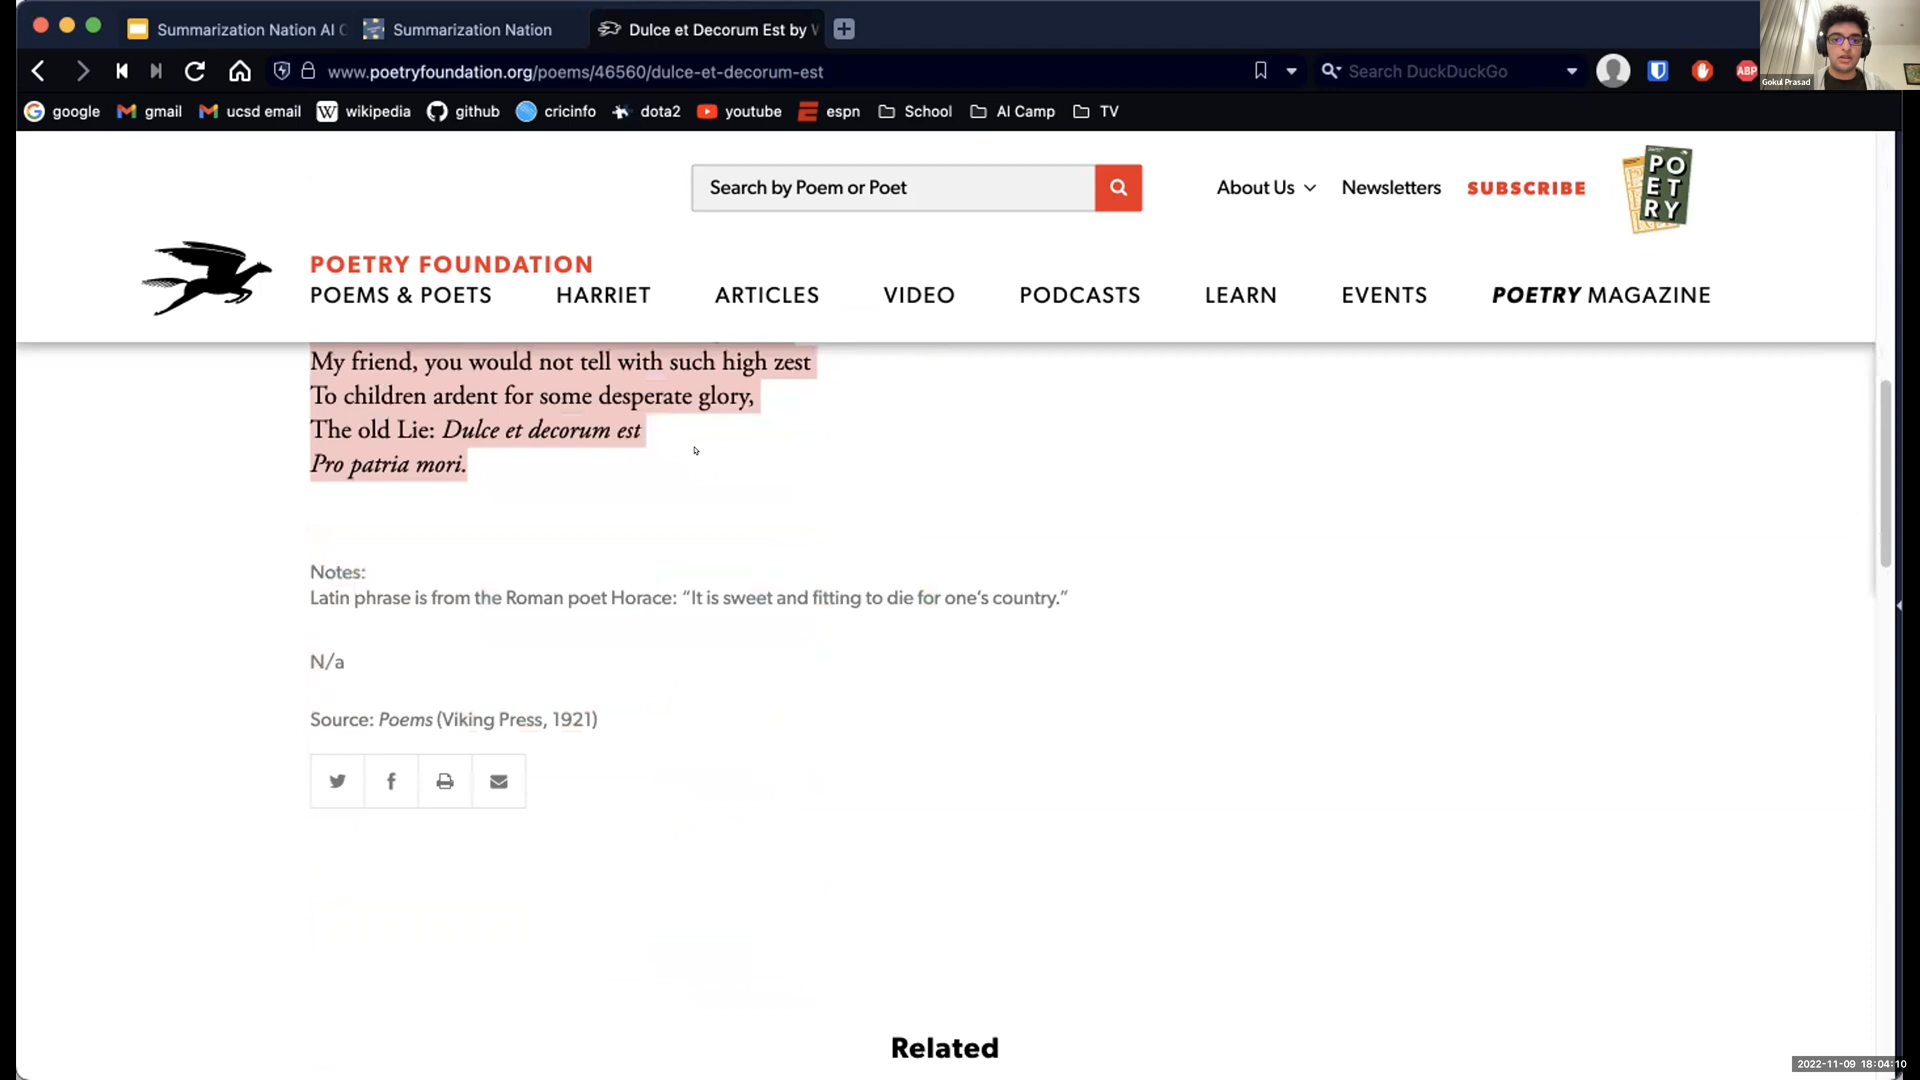 Summarization Nation AI C
Summarization Nation
Dulce et Decorum Est by W
www.poetryfoundation.org/poems/46560/dulce-et-decorum-est
Search DuckDuckGo
ABP
Gokul Prasad
google
gmail
ucsd email
W
wikipedia
github
cricinfo
dota2
youtube
espn
School
AI Camp
TV
Search by Poem or Poet
About Us
Newsletters
SUBSCRIBE
PO
ET
RY
POETRY FOUNDATION
POEMS & POETS
HARRIET
ARTICLES
VIDEO
PODCASTS
LEARN
EVENTS
POETRY MAGAZINE
My friend, you would not tell with such high zest
To children ardent for some desperate glory,
The old Lie: Dulce et decorum est
Pro patria mori.
Notes:
Latin phrase is from the Roman poet Horace: “It is sweet and fitting to die for one’s country.”
N/a
Source: Poems (Viking Press, 1921)
Related
2022-11-09 18:04:10